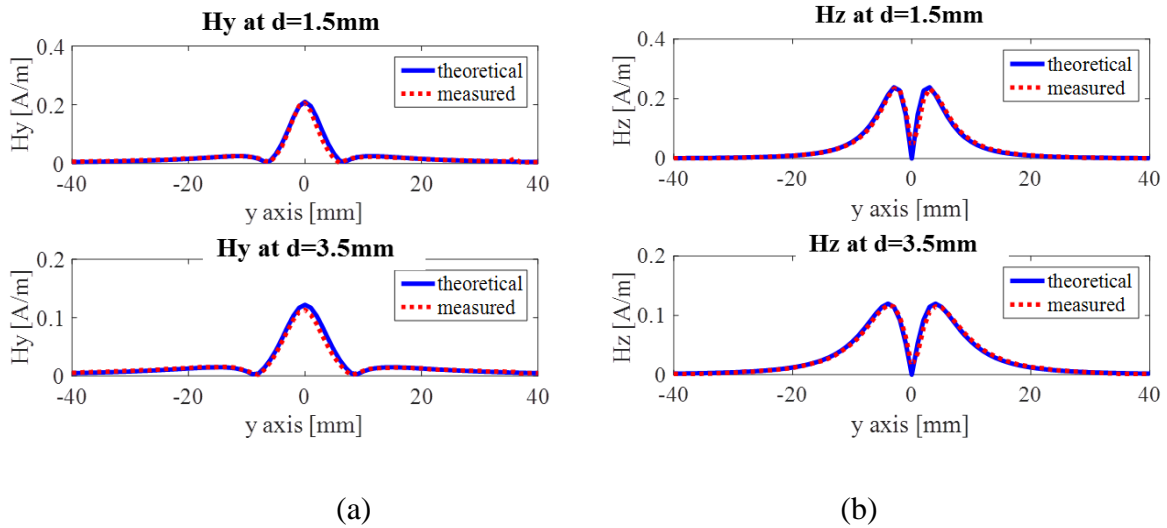 Hy at d=1.5mm
Hy [A/m]
0.4
0.2
0
theoretical
measured
-40 -20 0 20 40
y axis [mm]
Hy at d=3.5mm
Hy [A/m]
0.2
0.1
0
theoretical
measured
-40 -20 0 20 40
y axis [mm]
(a)
Hz at d=1.5mm
Hz [A/m]
0.4
0.2
0
theoretical
measured
-40 -20 0 20 40
y axis [mm]
Hz at d=3.5mm
Hz [A/m]
0.2
0.1
0
theoretical
measured
-40 -20 0 20 40
y axis [mm]
(b)